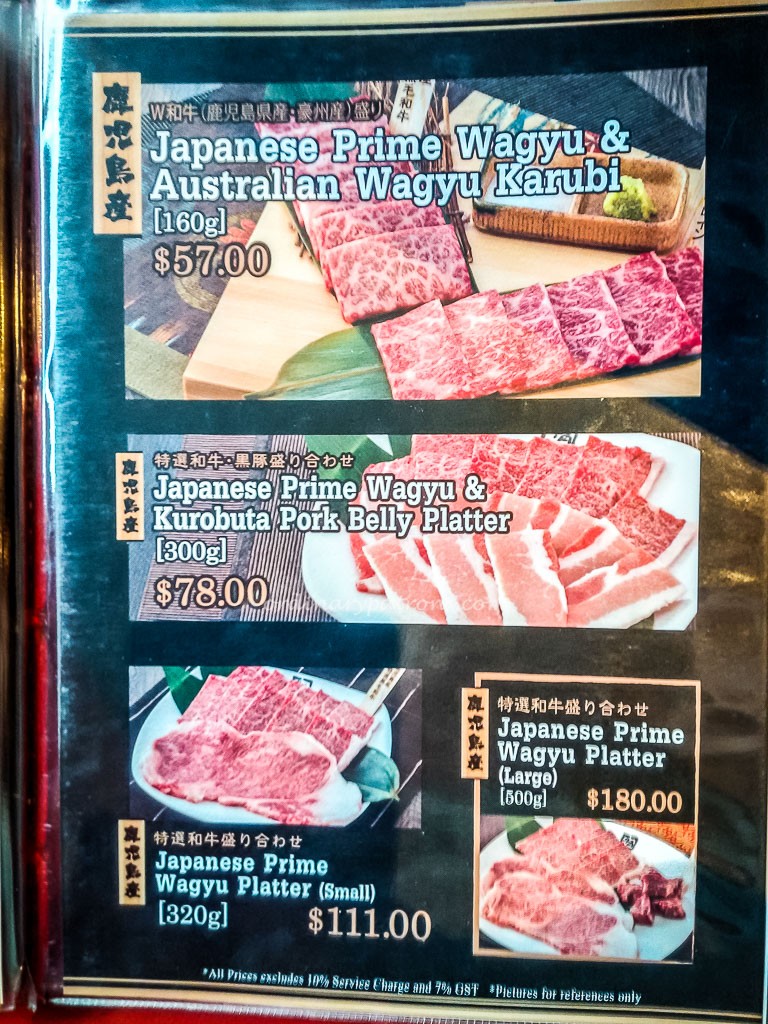 鹿児島産
W和牛(鹿児島県産・豪州産)盛り
Japanese Prime Wagyu &
Australian Wagyu Karubi
[160g]
$57.00
毛和牛
鹿児島産
特選和牛・黒豚盛り合わせ
Japanese Prime Wagyu &
Kurobuta Pork Belly Platter
[300g]
$78.00
鹿児島産
特選和牛盛り合わせ
Japanese Prime
Wagyu Platter (Small)
[320g]
$111.00
鹿児島産
特選和牛盛り合わせ
Japanese Prime
Wagyu Platter
(Large)
[500g]
$180.00
*All Prices excludes 10% Service Charge and 7% GST *Pictures for references only